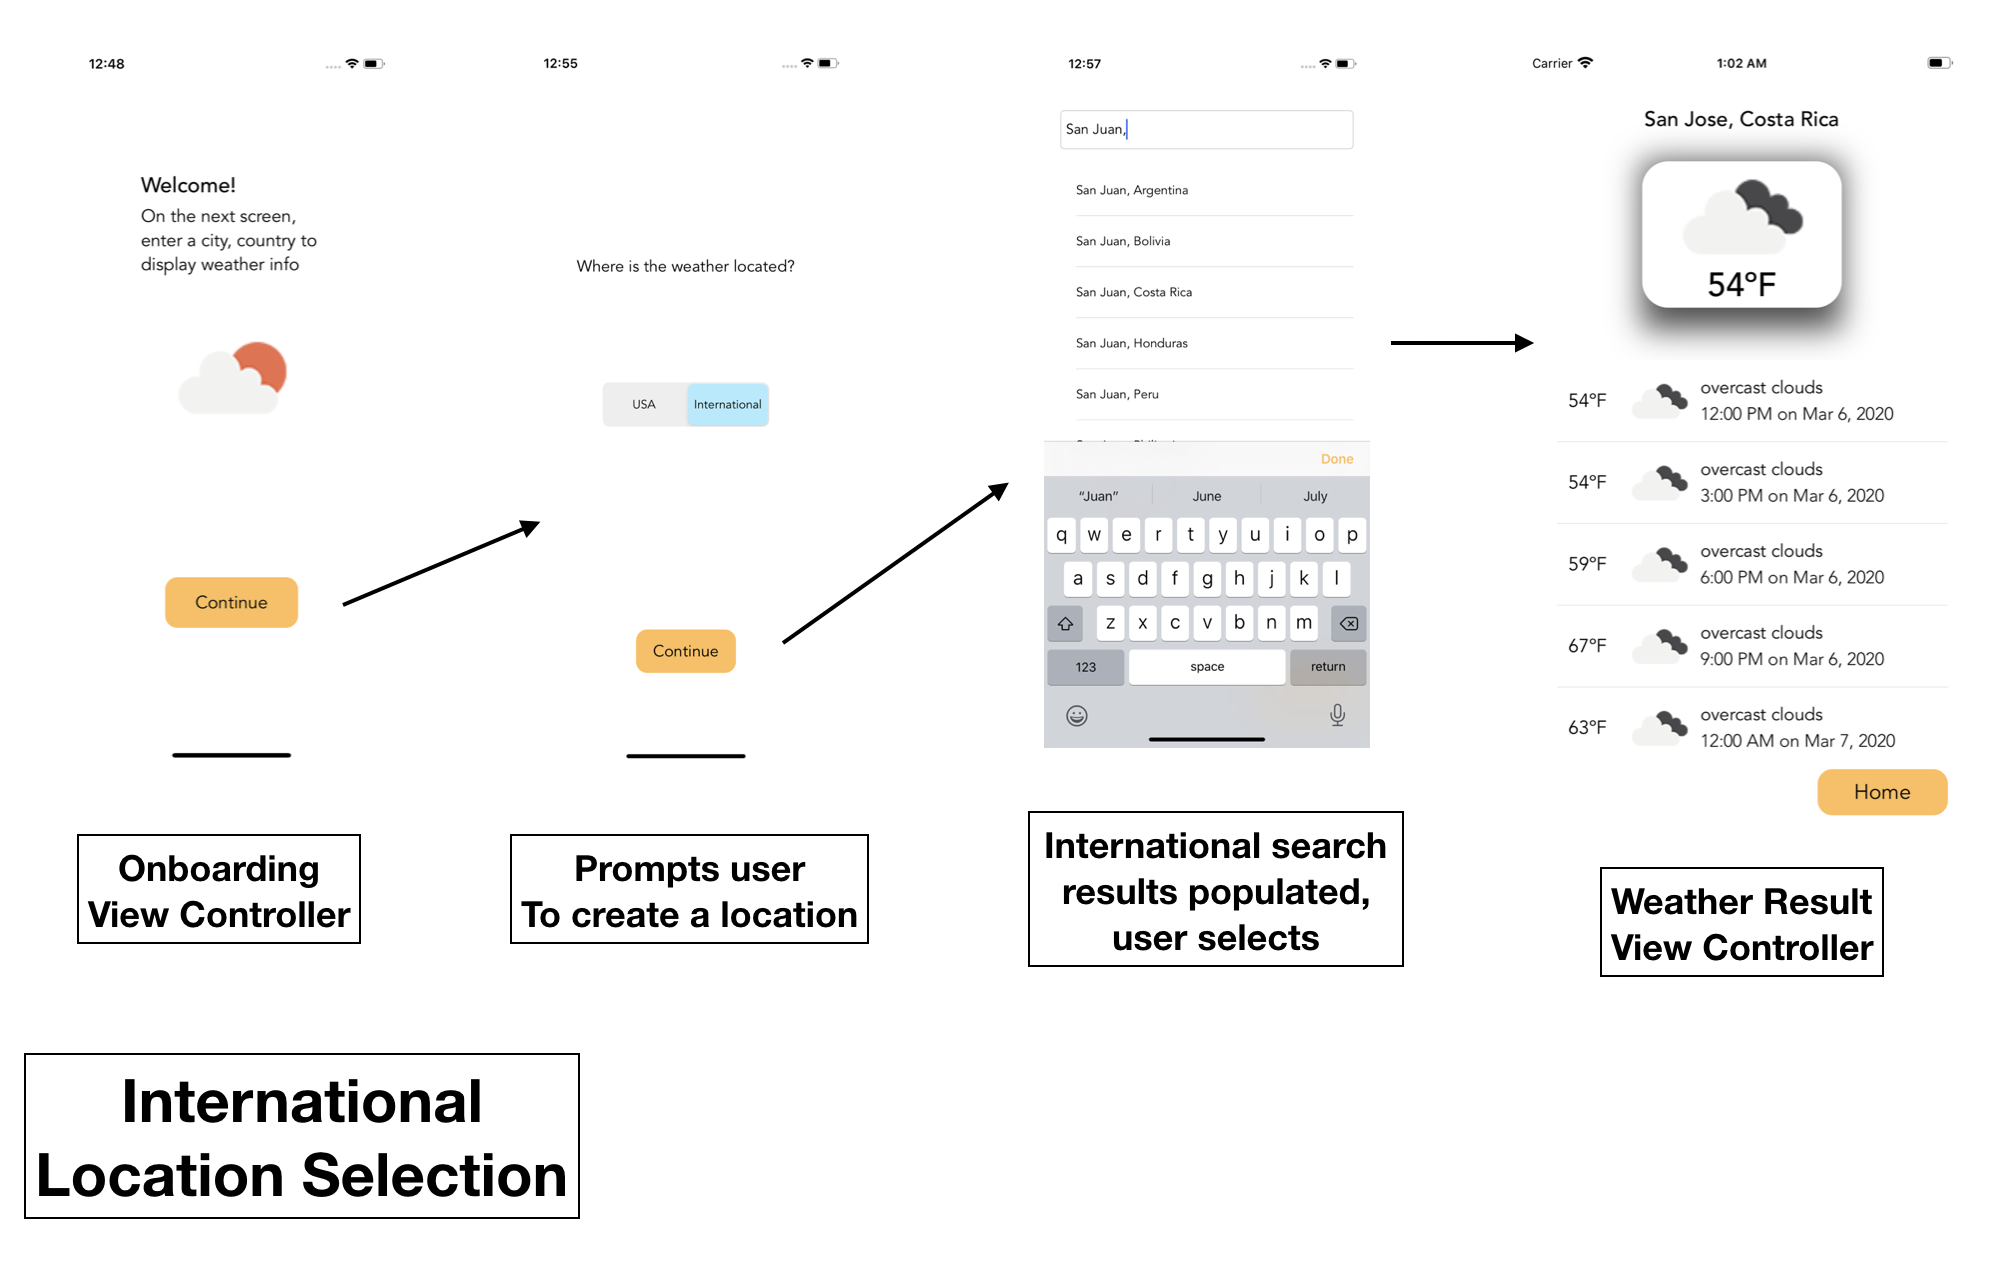 12:48
Welcome!
On the next screen,
enter a city, country to
display weather info
Continue
Onboarding
View Controller
12:55
Where is the weather located?
USA
International
Continue
Prompts user
To create a location
12:57
San Juan,
San Juan, Argentina
San Juan, Bolivia
San Juan, Costa Rica
San Juan, Honduras
San Juan, Peru
Done
“Juan”
June
July
q w e r t y u i o p
a s d f g h j k l
z x c v b n m
123
space
return
International search
results populated,
user selects
Carrier
1:02 AM
San Jose, Costa Rica
54°F
54°F
overcast clouds
12:00 PM on Mar 6, 2020
54°F
overcast clouds
3:00 PM on Mar 6, 2020
59°F
overcast clouds
6:00 PM on Mar 6, 2020
67°F
overcast clouds
9:00 PM on Mar 6, 2020
63°F
overcast clouds
12:00 AM on Mar 7, 2020
Home
Weather Result
View Controller
International
Location Selection